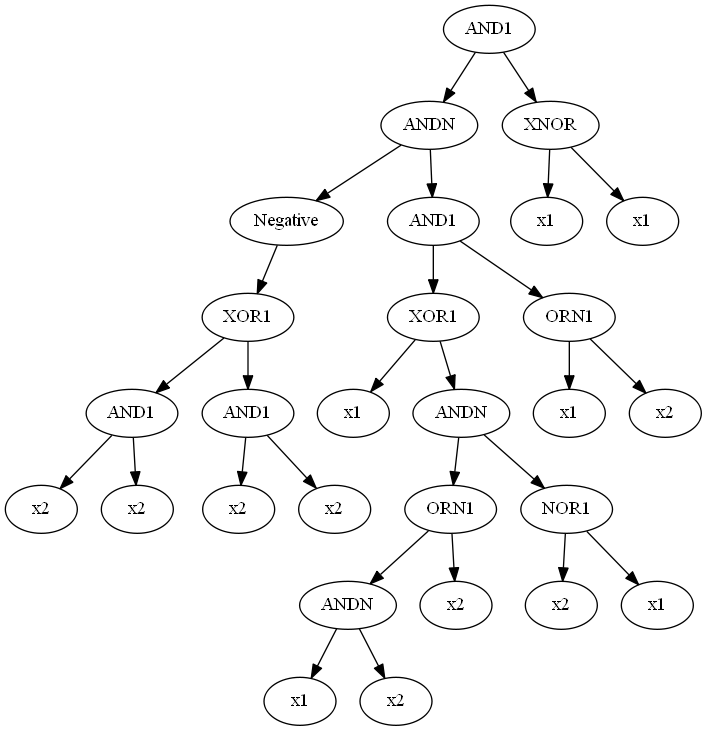 AND1
ANDN XNOR
Negative AND1 x1 x1
XOR1 XOR1 ORN1
AND1 AND1 x1 ANDN x1 x2
x2 x2 x2 x2 ORN1 NOR1
ANDN x2 x2 x1
x1 x2